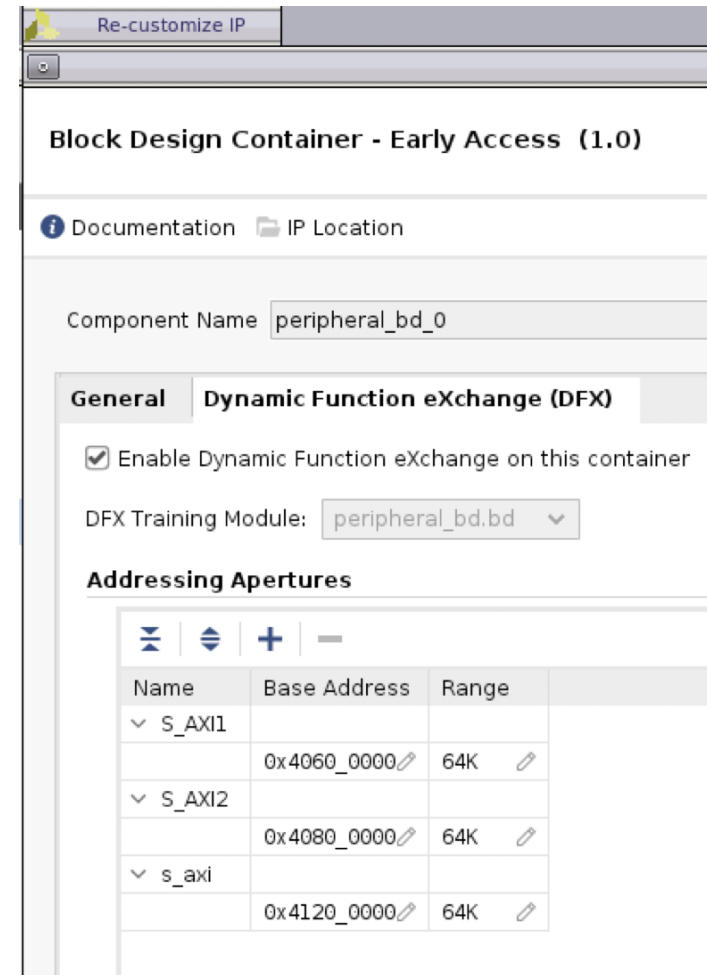 Re-customize IP
Block Design Container - Early Access (1.0)
Documentation IP Location
Component Name peripheral_bd_0
General Dynamic Function eXchange (DFX)
Enable Dynamic Function eXchange on this container
DFX Training Module: peripheral_bd.bd
Addressing Apertures
Name Base Address Range
S_AXI1
0x4060_0000 64K
S_AXI2
0x4080_0000 64K
s_axi
0x4120_0000 64K